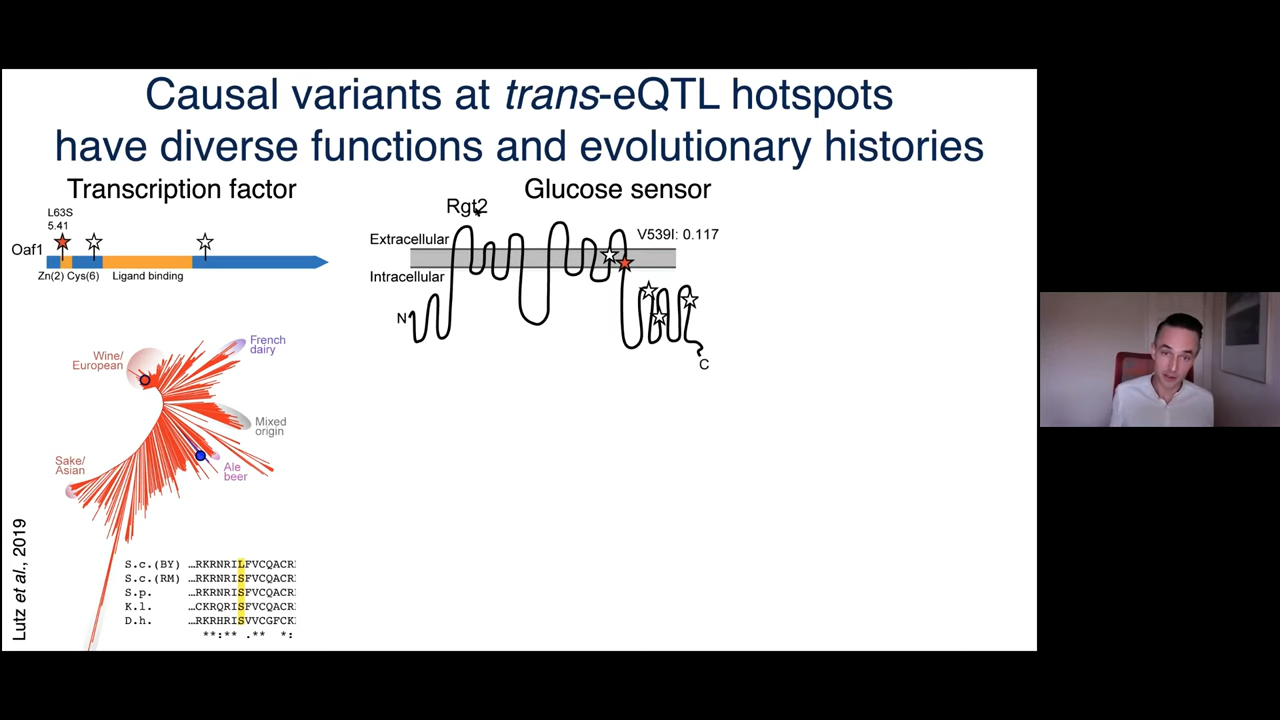 Causal variants at trans-eQTL hotspots
have diverse functions and evolutionary histories
Transcription factor
L63S
5.41
Oaf1
Zn(2) Cys(6)
Ligand binding
Glucose sensor
Rgt2
Extracellular
V539I: 0.117
Intracellular
N
C
Wine/
European
French
dairy
Mixed
origin
Ale
beer
Sake/
Asian
S.c.(BY) …RKRNRILFVCQACR
S.c.(RM) …RKRNRISFVCQACR
S.p. …RKRNRISFVCQACR
K.l. …CKRQRISFVCQACR
D.h. …RKRHRISVVCGFCK
**:** .** *:
Lutz et al., 2019